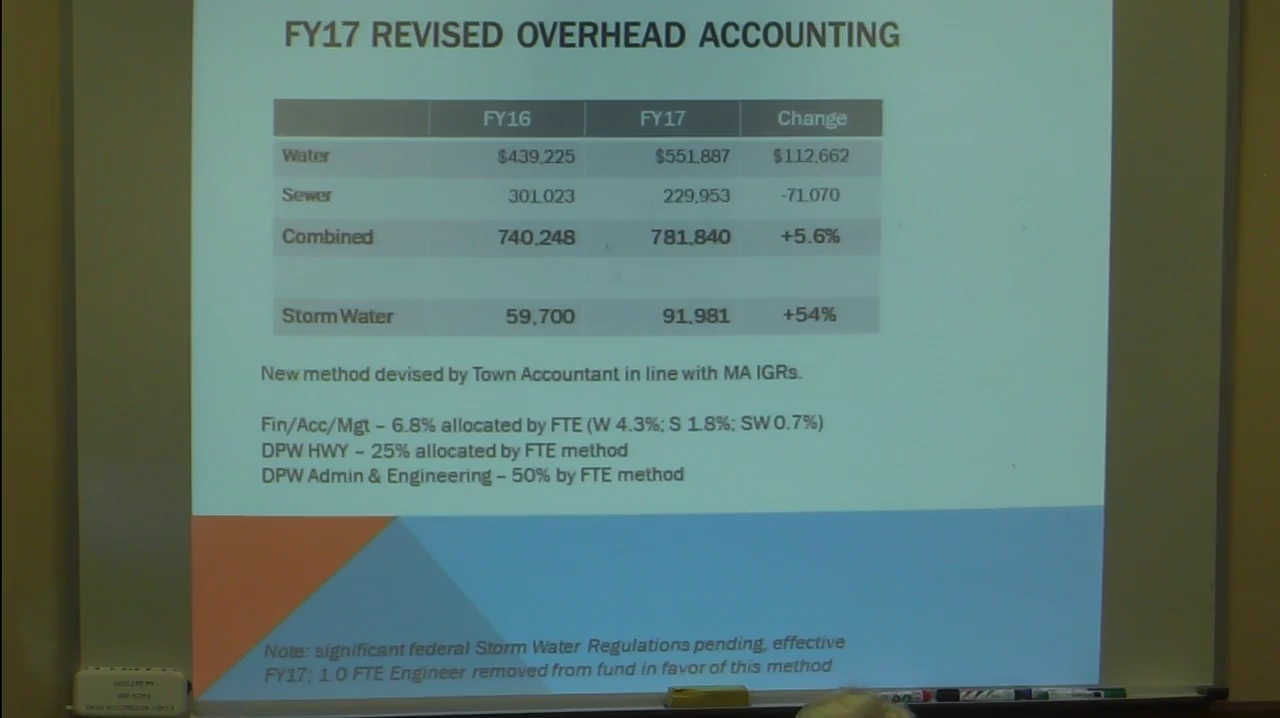 FY17 REVISED OVERHEAD ACCOUNTING
FY16 FY17 Change
Water $439,225 $551,887 $112,662
Sewer 301,023 229,953 -71,070
Combined 740,248 781,840 +5.6%
Storm Water 59,700 91,981 +54%
New method devised by Town Accountant in line with MA IGRs.
Fin/Acc/Mgt – 6.8% allocated by FTE (W 4.3%; S 1.8%; SW 0.7%)
DPW HWY – 25% allocated by FTE method
DPW Admin & Engineering – 50% by FTE method
Note: significant federal Storm Water Regulations pending, effective
FY17; 1.0 FTE Engineer removed from fund in favor of this method